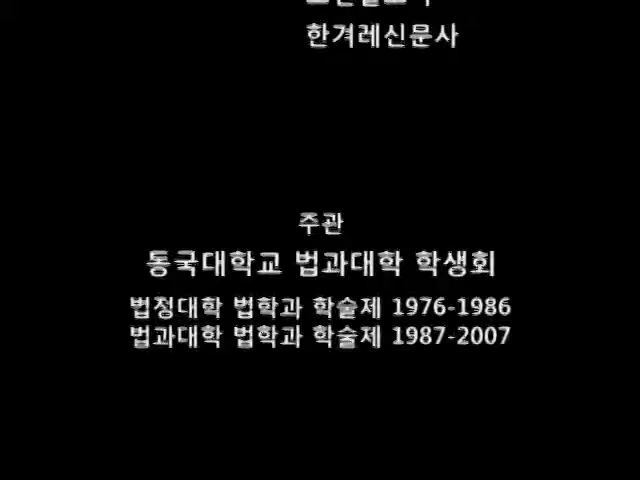 한겨레신문사
주관
동국대학교 법과대학 학생회
법정대학 법학과 학술제 1976-1986
법과대학 법학과 학술제 1987-2007